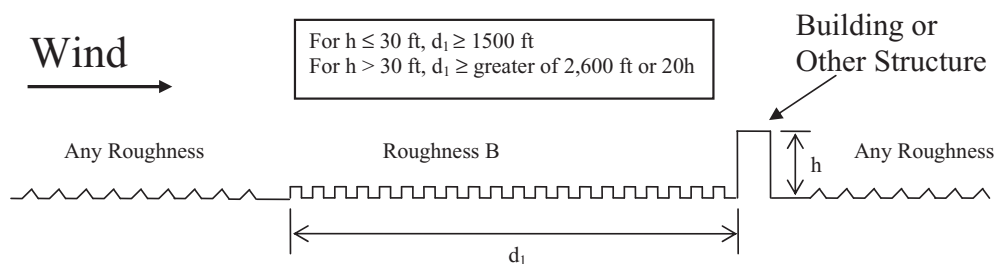 Wind
For h ≤ 30 ft, d₁ ≥ 1500 ft
For h > 30 ft, d₁ ≥ greater of 2,600 ft or 20h
Building or
Other Structure
Any Roughness
Roughness B
Any Roughness
h
d₁